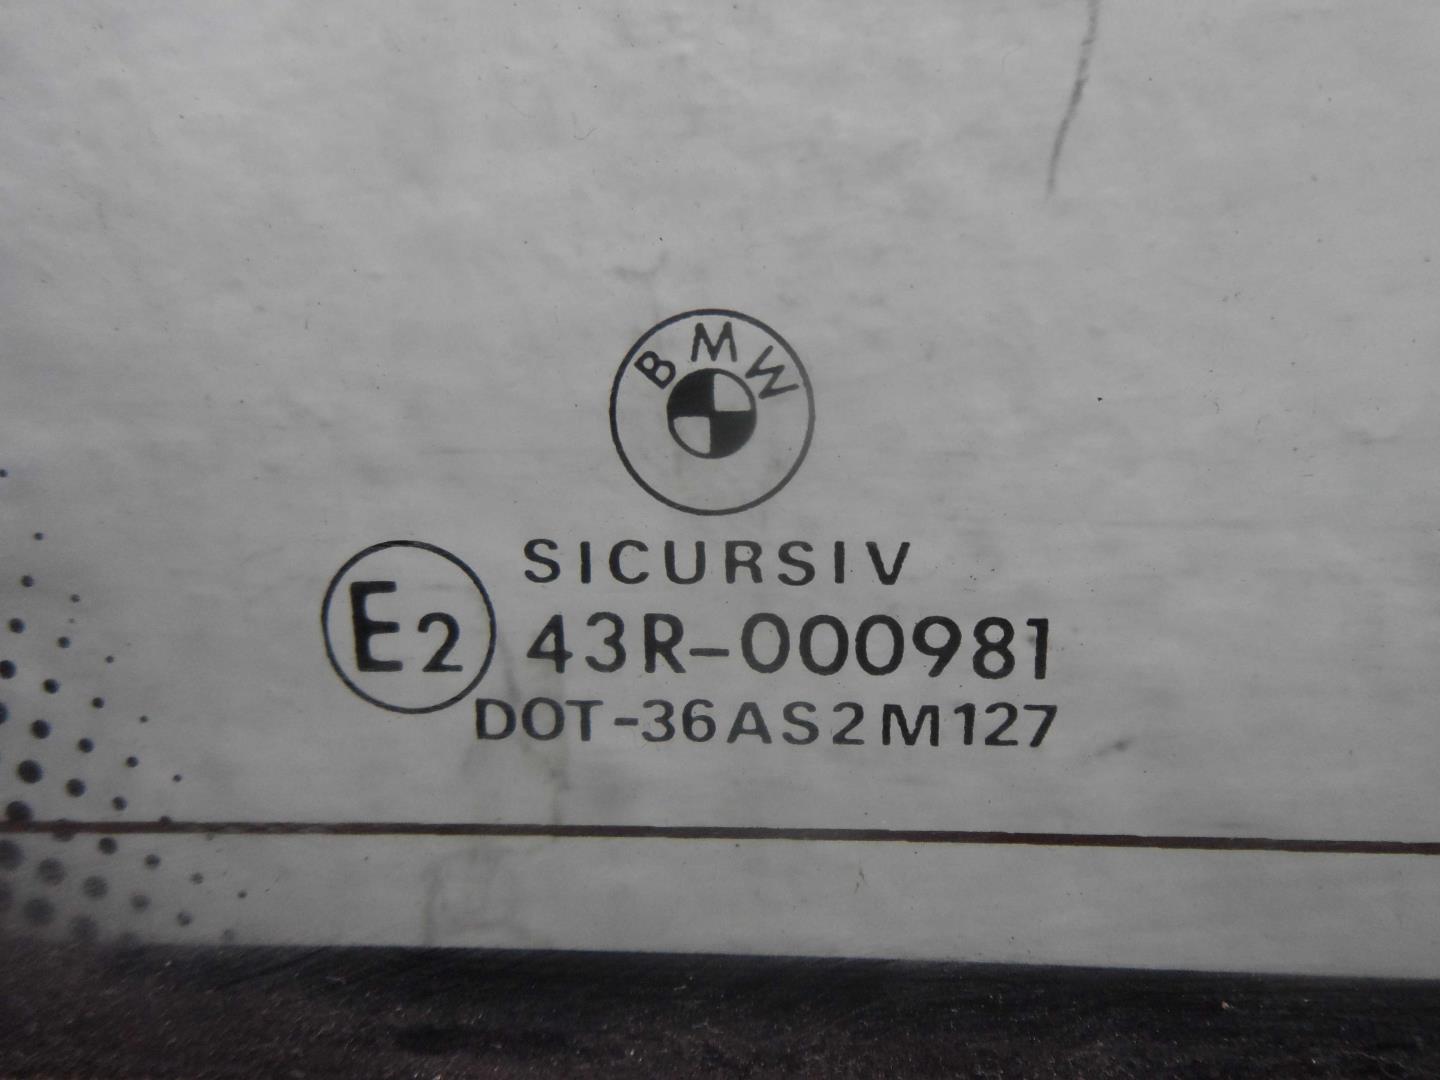 BMW
SICURSIV
E2 43R-000981
DOT-36AS2M127